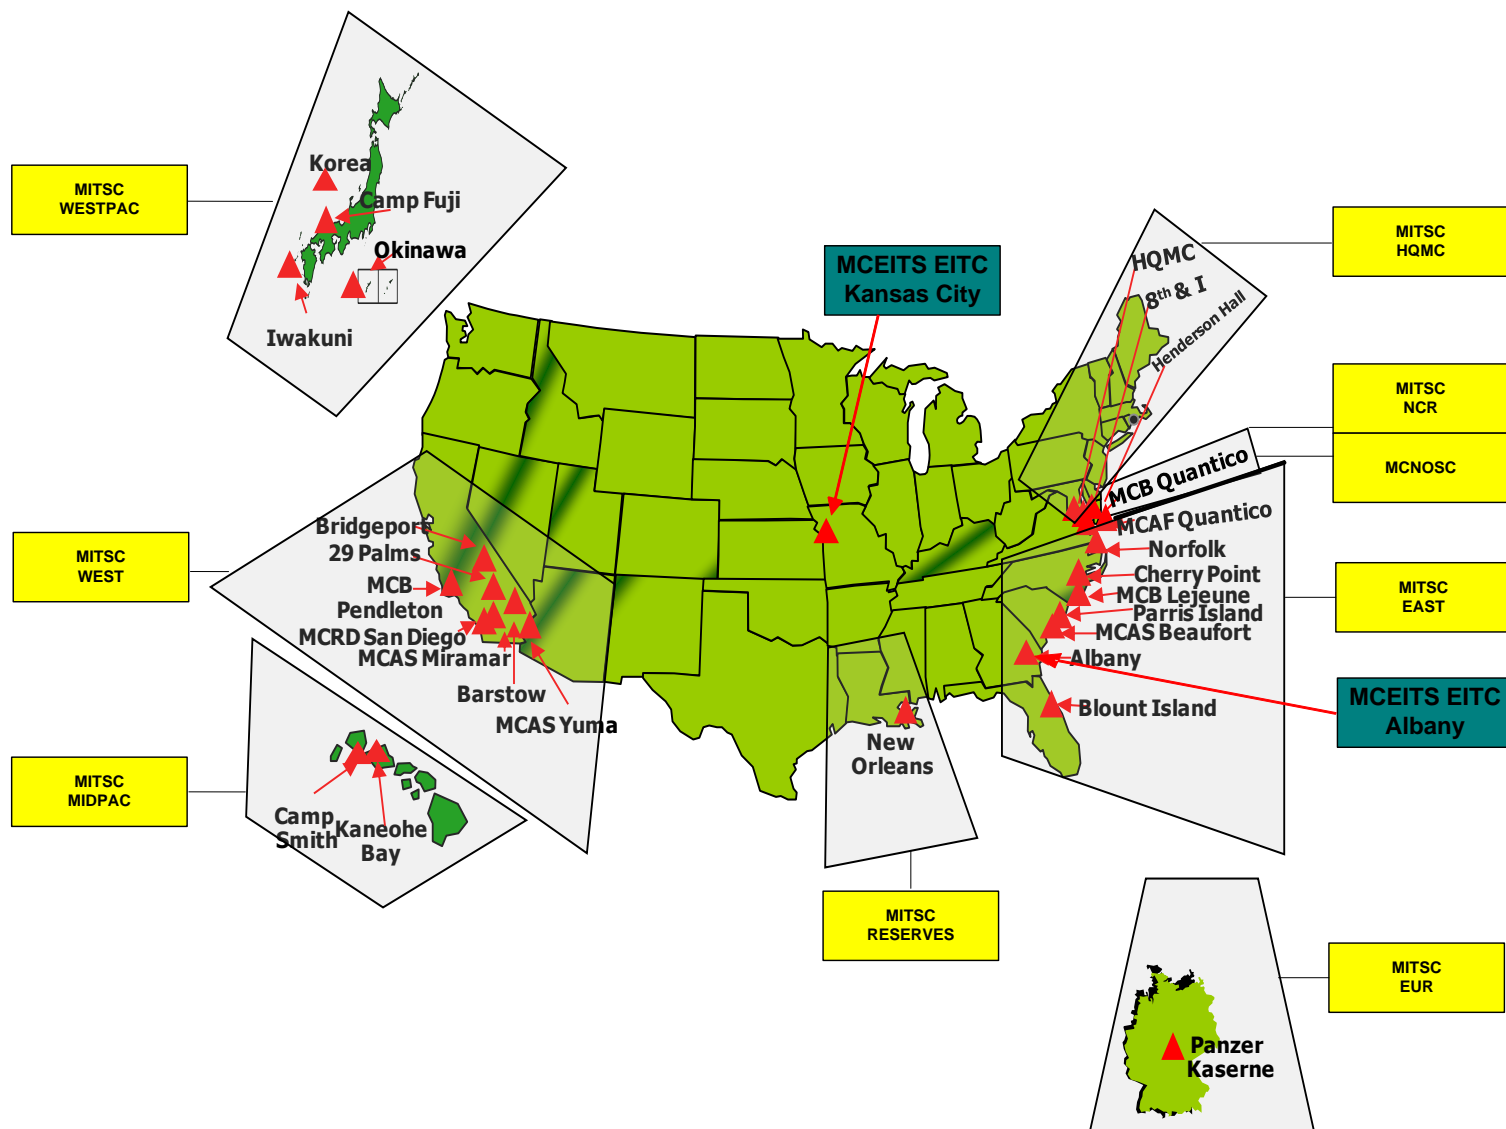 Korea
Camp Fuji
Okinawa
Iwakuni
MITSC
WESTPAC
MCEITS EITC
Kansas City
HQMC
8th & I
Henderson Hall
MITSC
HQMC
MITSC
NCR
MCNOSC
MCB Quantico
MCAF Quantico
Norfolk
Cherry Point
MCB Lejeune
Parris Island
MCAS Beaufort
Albany
Blount Island
MITSC
EAST
MCEITS EITC
Albany
MITSC
WEST
Bridgeport
29 Palms
MCB
Pendleton
MCRD San Diego
MCAS Miramar
Barstow
MCAS Yuma
MITSC
MIDPAC
Camp
Smith
Kaneohe
Bay
New
Orleans
MITSC
RESERVES
MITSC
EUR
Panzer
Kaserne